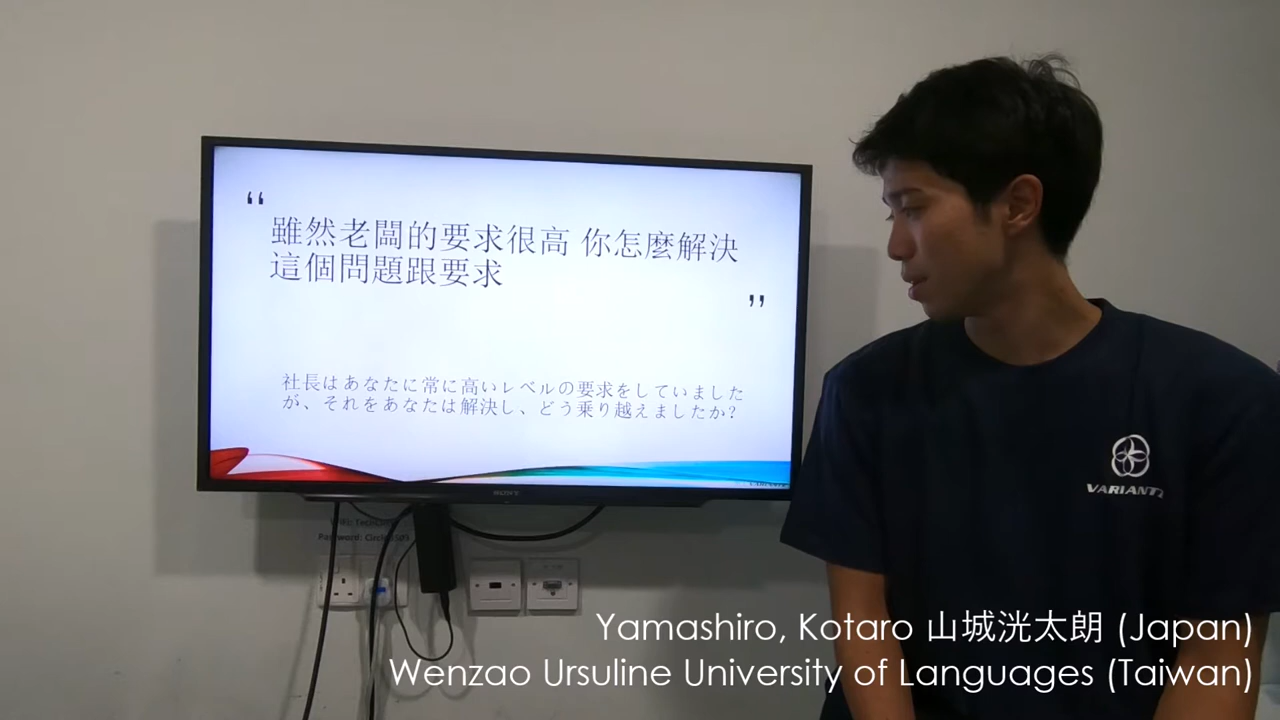 “
雖然老闆的要求很高 你怎麼解決
這個問題跟要求
”
社長はあなたに常に高いレベルの要求をしていました
が、それをあなたは解決し、どう乗り越えましたか?
SONY
VARIANTZ
Yamashiro, Kotaro 山城洸太朗 (Japan)
Wenzao Ursuline University of Languages (Taiwan)